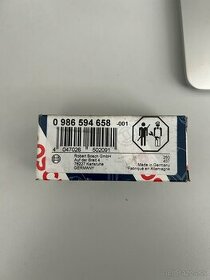 0 986 594 658 -001
4 047026 502091
Robert Bosch GmbH
Auf der Breit 4
76227 Karlsruhe
GERMANY
Made in Germany
Fabriqué en Allemagne